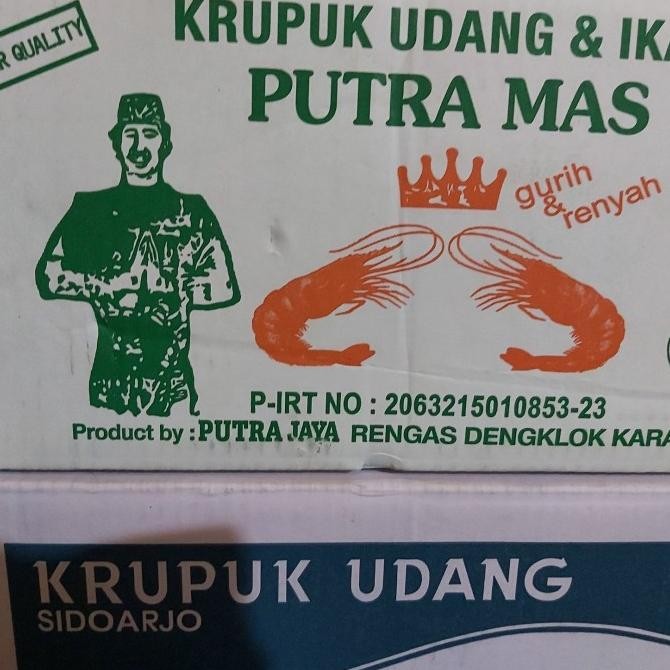 R QUALITY
KRUPUK UDANG & IKA
PUTRA MAS
gurih
&
renyah
P-IRT NO : 2063215010853-23
Product by : PUTRA JAYA RENGAS DENGKLOK KARA
KRUPUK UDANG
SIDOARJO